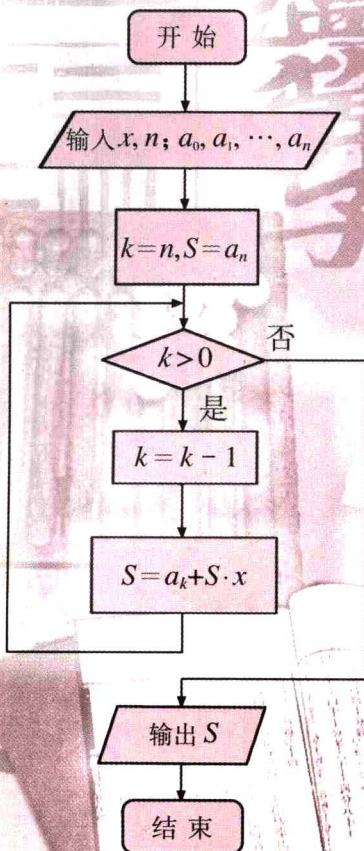 开始
输入x, n; a₀, a₁, …, aₙ
k=n, S=aₙ
k>0
否
是
k=k-1
S=aₖ+S·x
输出S
结束